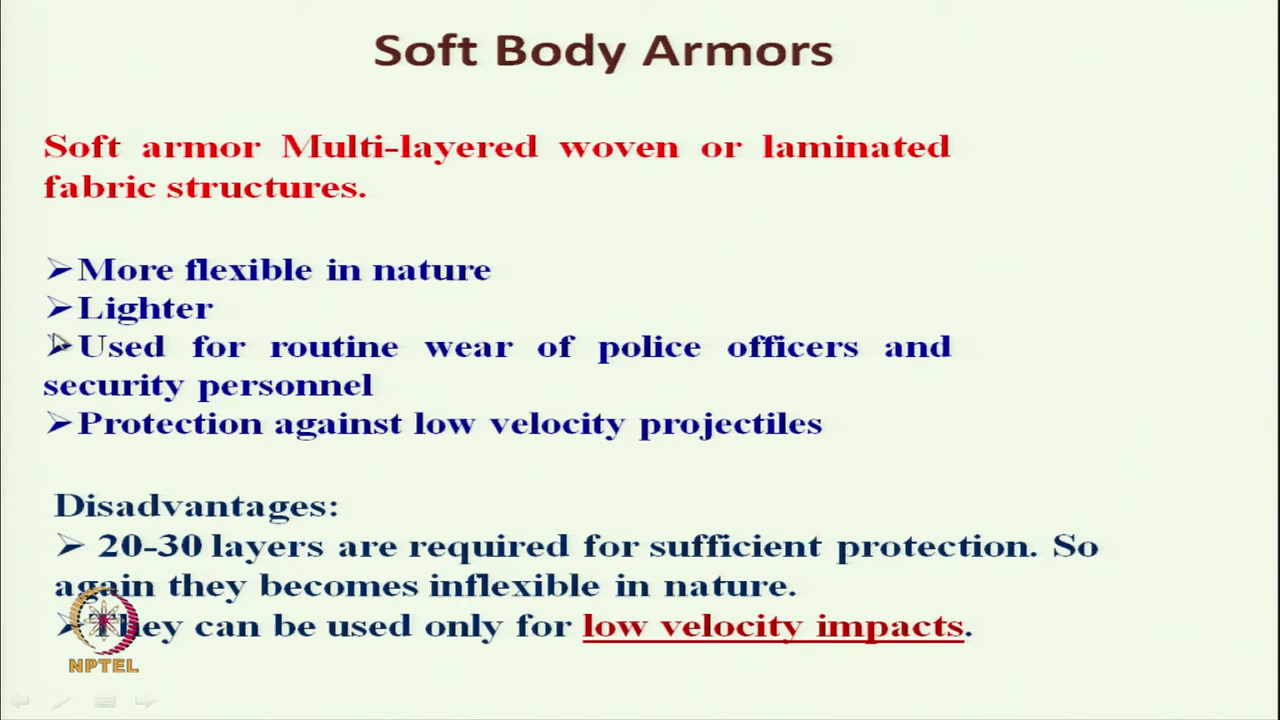 Soft Body Armors
Soft armor Multi-layered woven or laminated
fabric structures.
➢More flexible in nature
➢Lighter
➢Used for routine wear of police officers and
security personnel
➢Protection against low velocity projectiles
Disadvantages:
➢ 20-30 layers are required for sufficient protection. So
again they becomes inflexible in nature.
➢They can be used only for low velocity impacts.
NPTEL